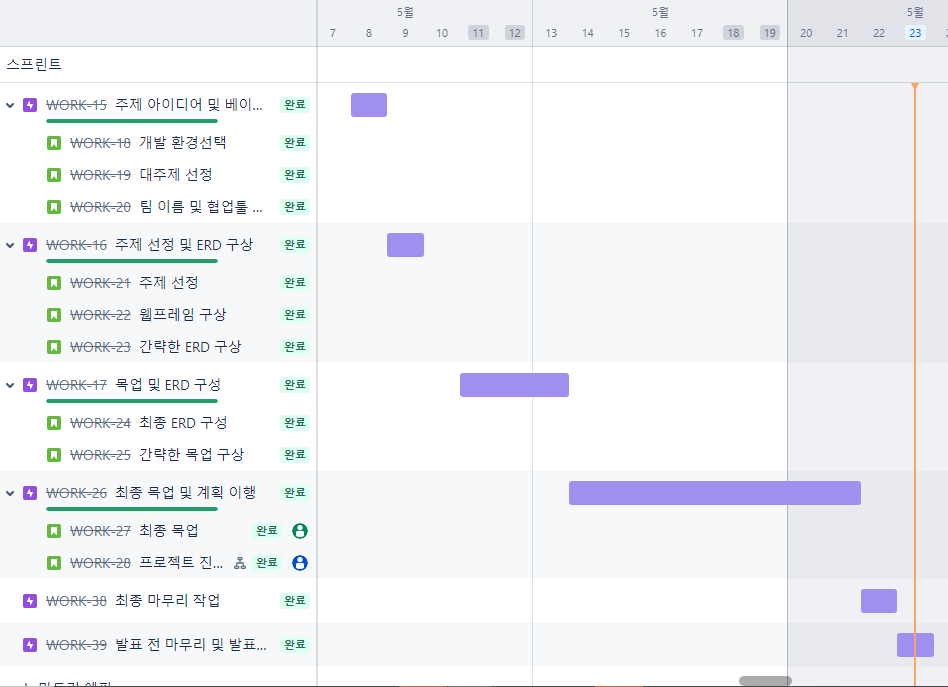 5월 5월 5월
7 8 9 10 11 12 13 14 15 16 17 18 19 20 21 22 23
스프린트
WORK-15 주제 아이디어 및 베이... 완료
WORK-18 개발 환경선택 완료
WORK-19 대주제 선정 완료
WORK-20 팀 이름 및 협업툴 ... 완료
WORK-16 주제 선정 및 ERD 구상 완료
WORK-21 주제 선정 완료
WORK-22 웹프레임 구상 완료
WORK-23 간략한 ERD 구상 완료
WORK-17 목업 및 ERD 구성 완료
WORK-24 최종 ERD 구성 완료
WORK-25 간략한 목업 구상 완료
WORK-26 최종 목업 및 계획 이행 완료
WORK-27 최종 목업 완료
WORK-28 프로젝트 진... 완료
WORK-38 최종 마무리 작업 완료
WORK-39 발표 전 마무리 및 발표... 완료